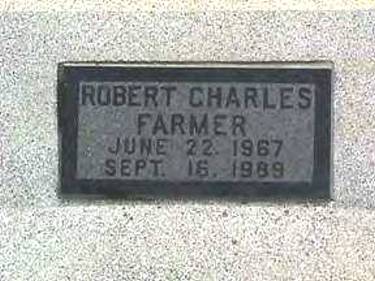 ROBERT CHARLES
FARMER
JUNE 22. 1967
SEPT. 16. 1989